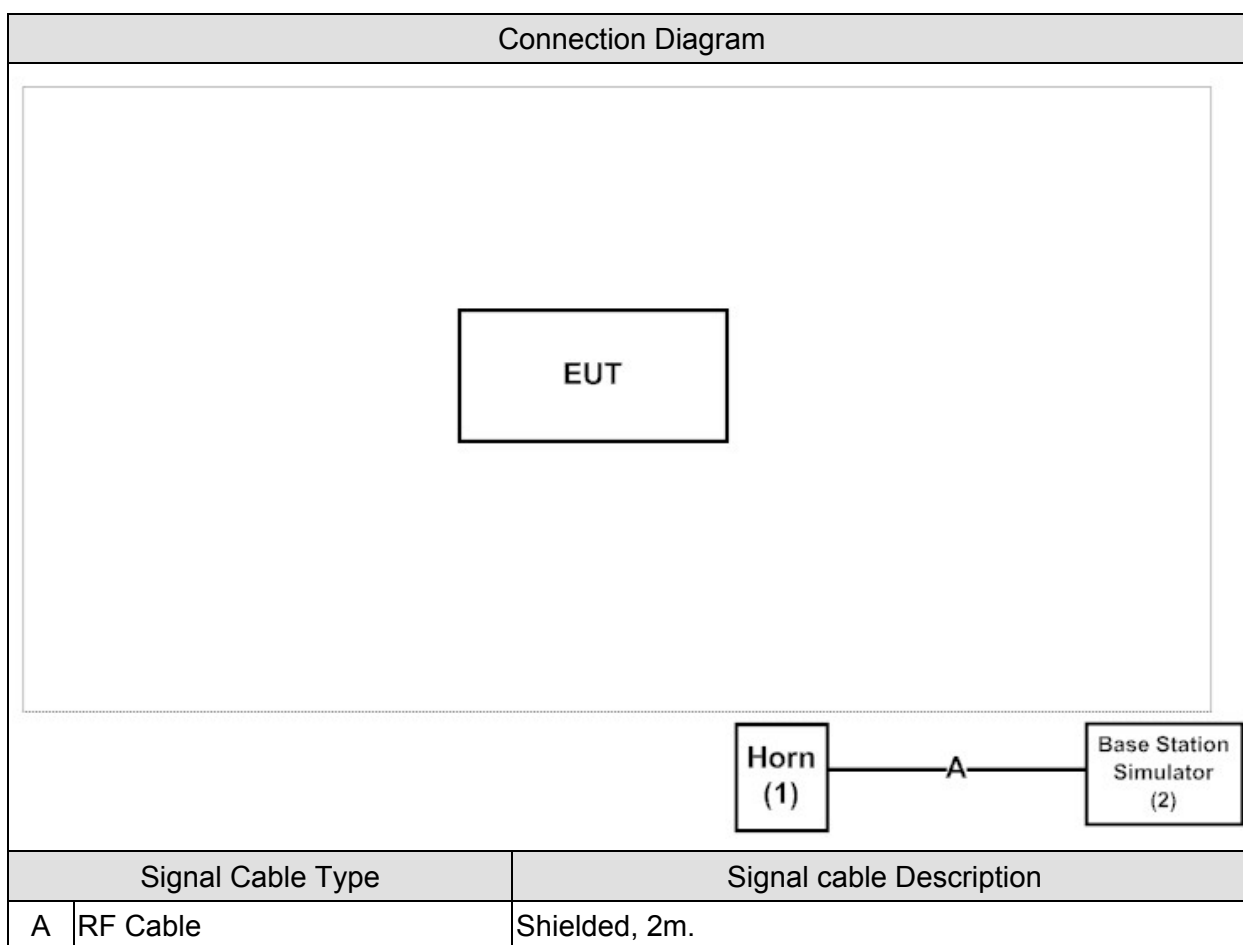 Connection Diagram
EUT
Horn
(1)
A
Base Station
Simulator
(2)
Signal Cable Type
Signal cable Description
A
RF Cable
Shielded, 2m.